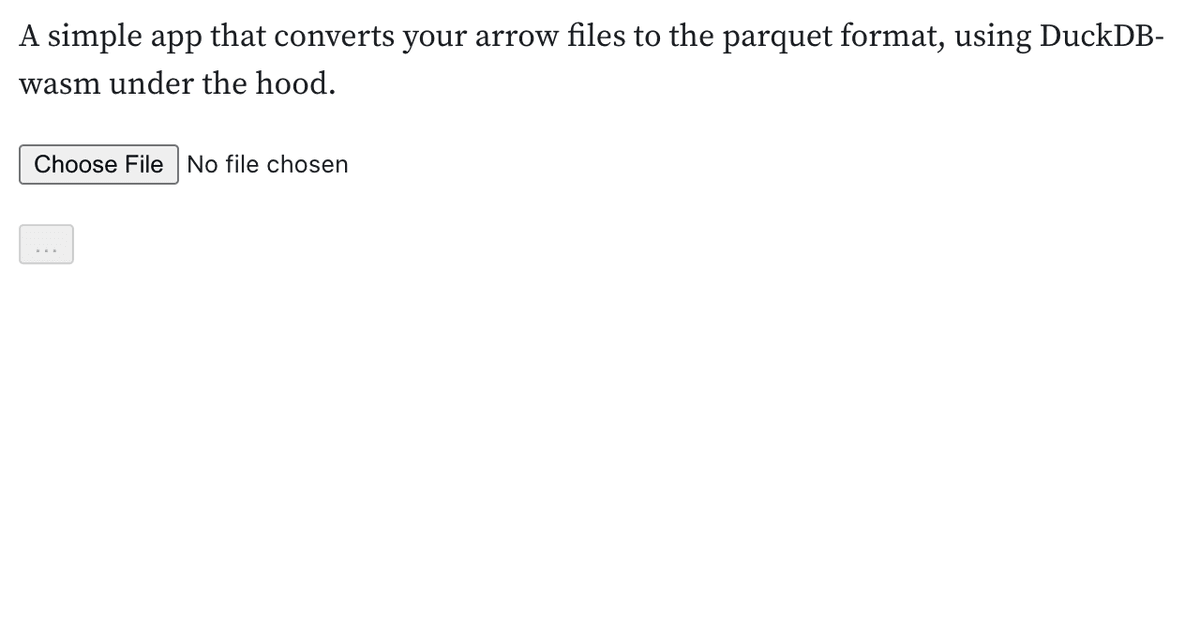 A simple app that converts your arrow files to the parquet format, using DuckDB-
wasm under the hood.
Choose File No file chosen
...